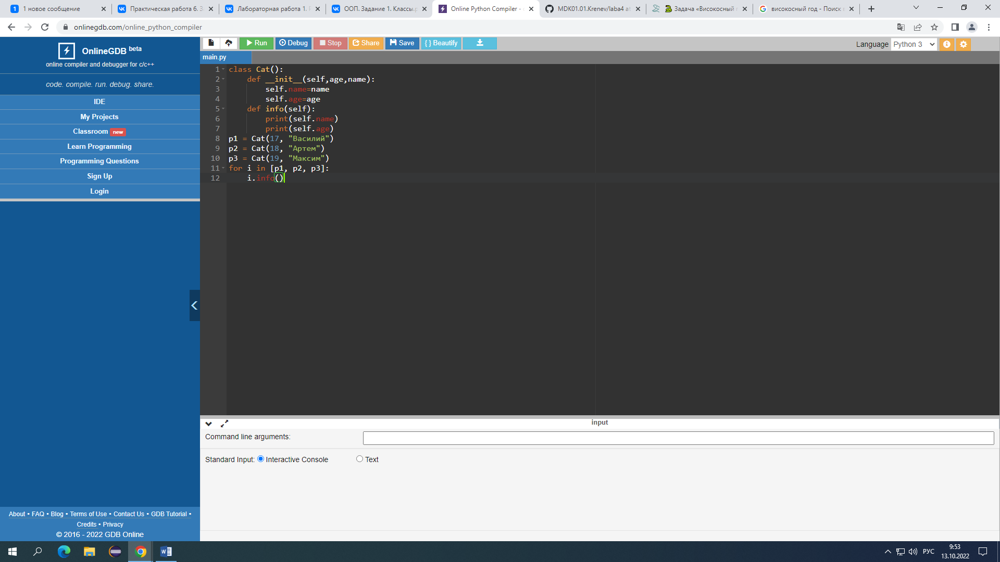 1 новое сообщение
Практическая работа 6. З
Лабораторная работа 1.
ООП. Задание 1. Классы.р
Online Python Compiler -
MDK01.01.Krenev/laba4 at
Задача «Високосный
високосный год - Поиск
onlinegdb.com/online_python_compiler
OnlineGDB beta
online compiler and debugger for c/c++
code. compile. run. debug. share.
IDE
My Projects
Classroom new
Learn Programming
Programming Questions
Sign Up
Login
About • FAQ • Blog • Terms of Use • Contact Us • GDB Tutorial •
Credits • Privacy
© 2016 - 2022 GDB Online
Run Debug Stop Share Save { } Beautify
Language Python 3
main.py
1 class Cat():
2 def __init__(self,age,name):
3 self.name=name
4 self.age=age
5 def info(self):
6 print(self.name)
7 print(self.age)
8 p1 = Cat(17, "Василий")
9 p2 = Cat(18, "Артем")
10 p3 = Cat(19, "Максим")
11 for i in [p1, p2, p3]:
12 i.info()
input
Command line arguments:
Standard Input: Interactive Console Text
РУС
9:53
13.10.2022